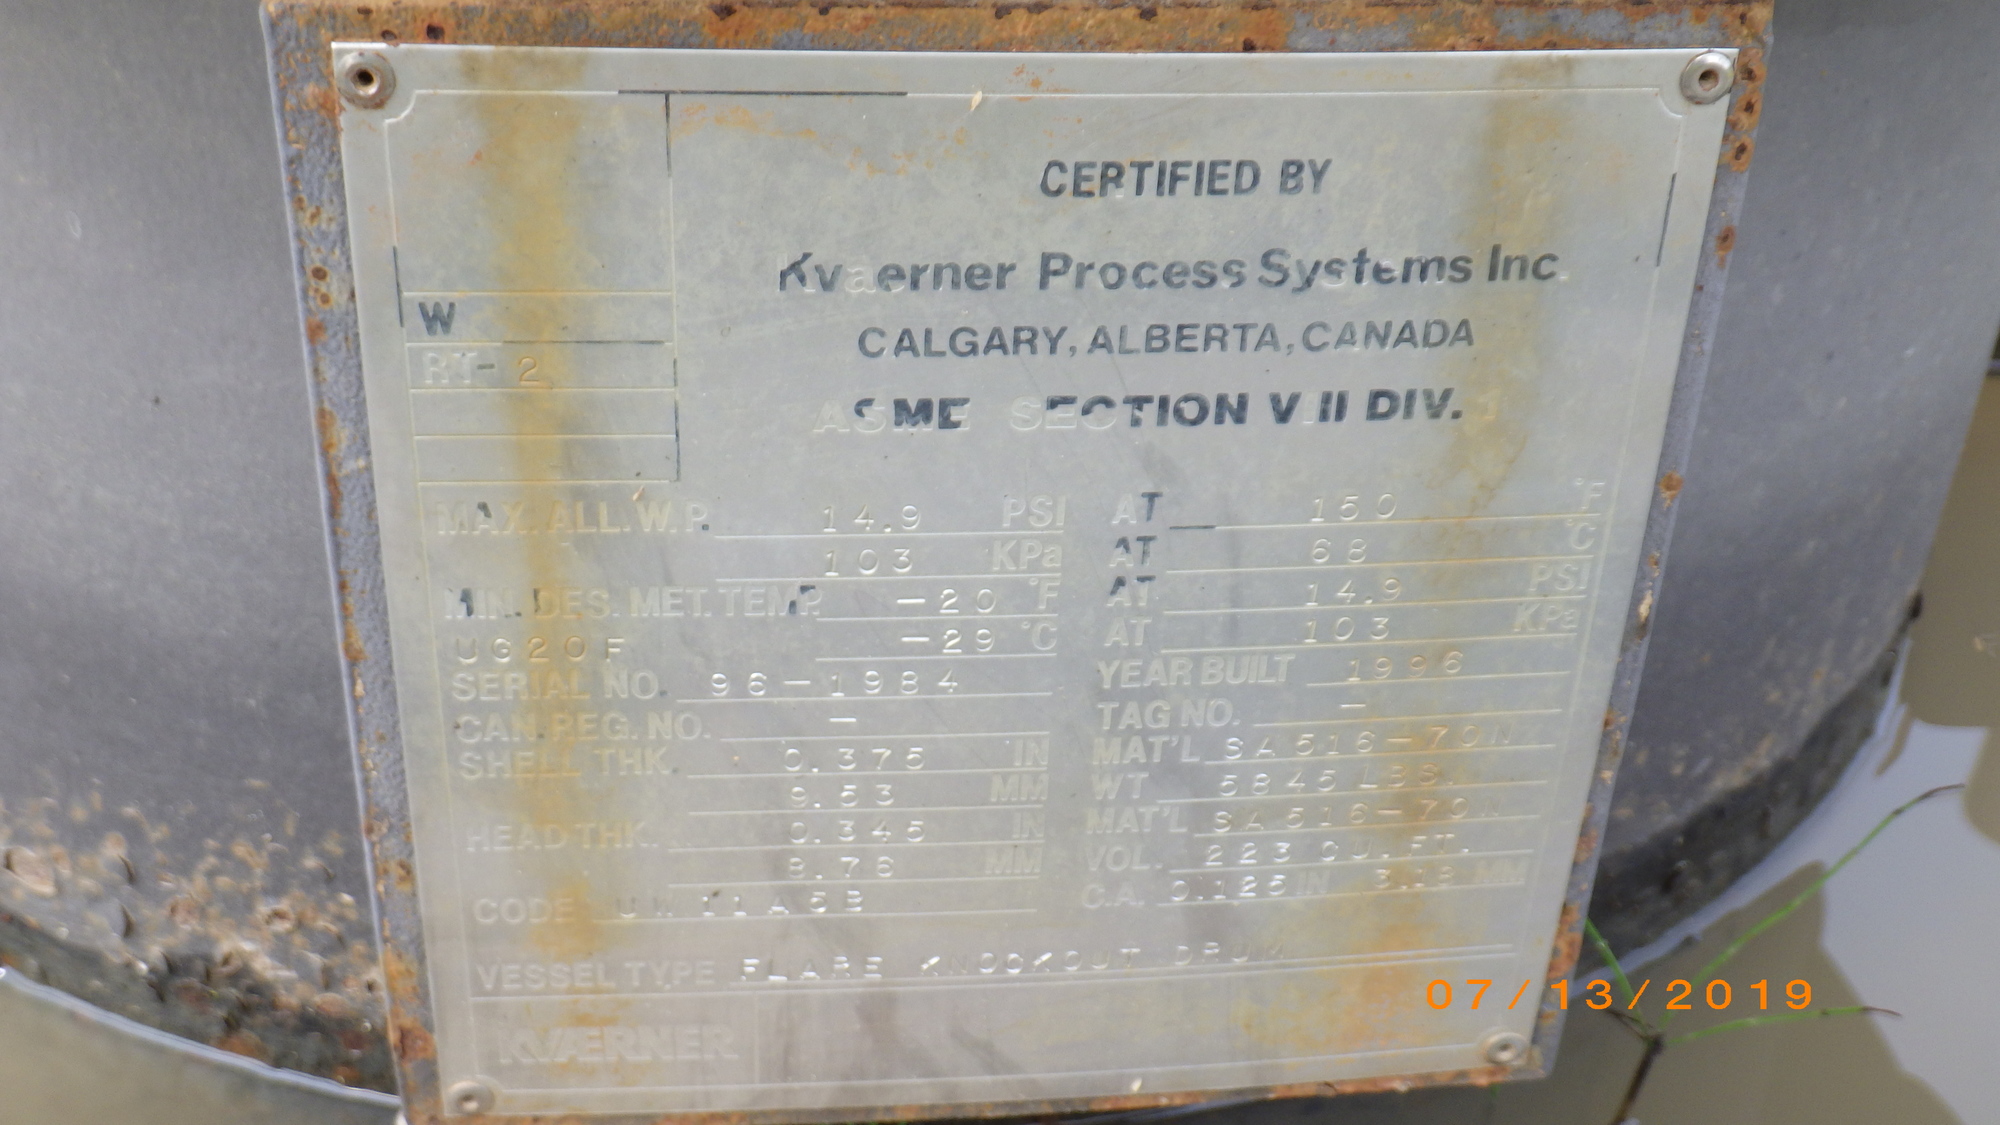 CERTIFIED BY
Kvaerner Process Systems Inc.
CALGARY, ALBERTA, CANADA
ASME SECTION VIII DIV. 1
W
RT- 2
MAX. ALL. W.P. 14.9 PSI AT 150 °F
103 KPa AT 68 °C
MIN. DES. MET. TEMP. -20 °F AT 14.9 PSI
UG20F -29 °C AT 103 KPa
SERIAL NO. 96-1984 YEAR BUILT 1996
CAN. REG. NO. - TAG NO. -
SHELL THK. 0.375 IN MAT'L SA516-70N
9.53 MM WT 5845 LBS.
HEAD THK. 0.345 IN MAT'L SA516-70N
8.76 MM VOL. 223 CU.FT.
CODE UW11A5B C.A. 0.125 IN 3.18 MM
VESSEL TYPE FLARE KNOCKOUT DRUM
KVÆRNER
07/13/2019